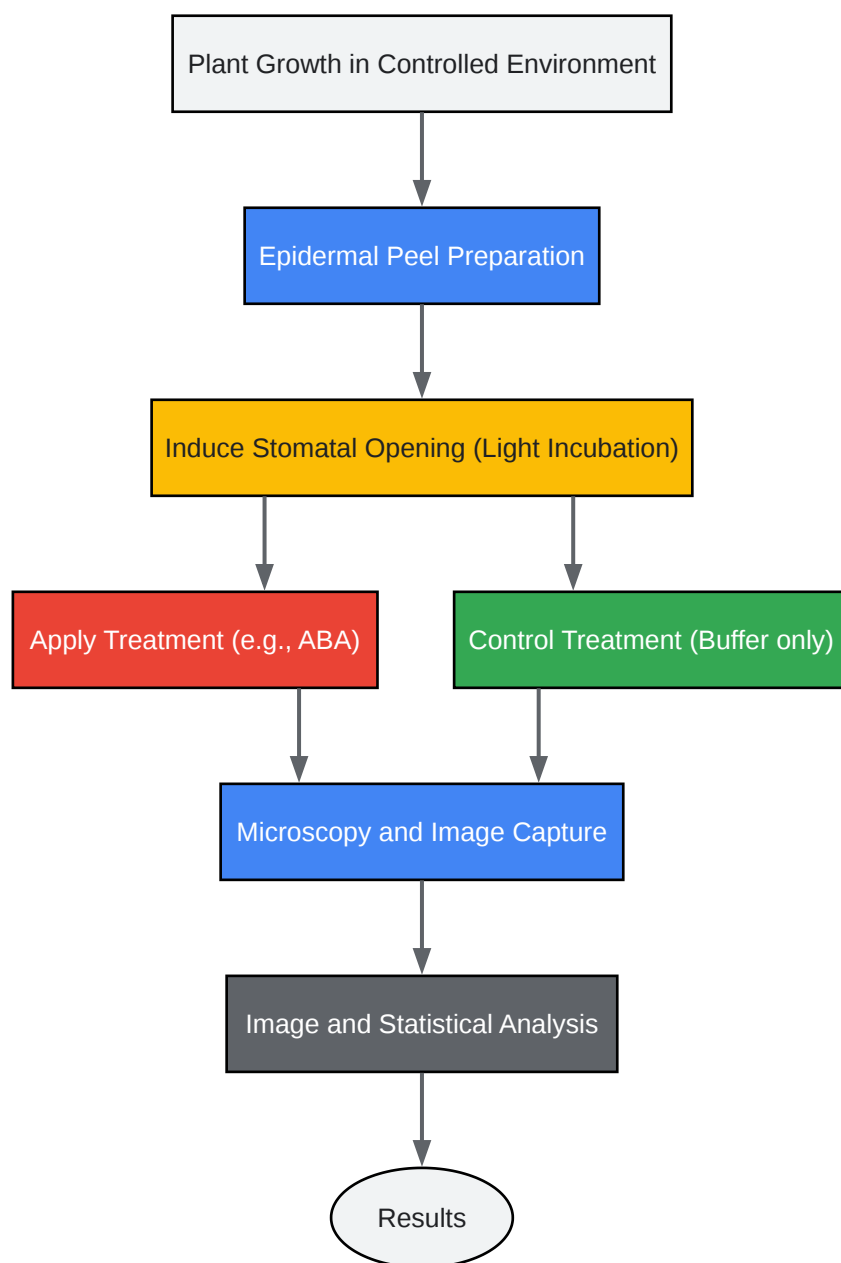 Plant Growth in Controlled Environment
Epidermal Peel Preparation
Induce Stomatal Opening (Light Incubation)
Apply Treatment (e.g., ABA)
Control Treatment (Buffer only)
Microscopy and Image Capture
Image and Statistical Analysis
Results